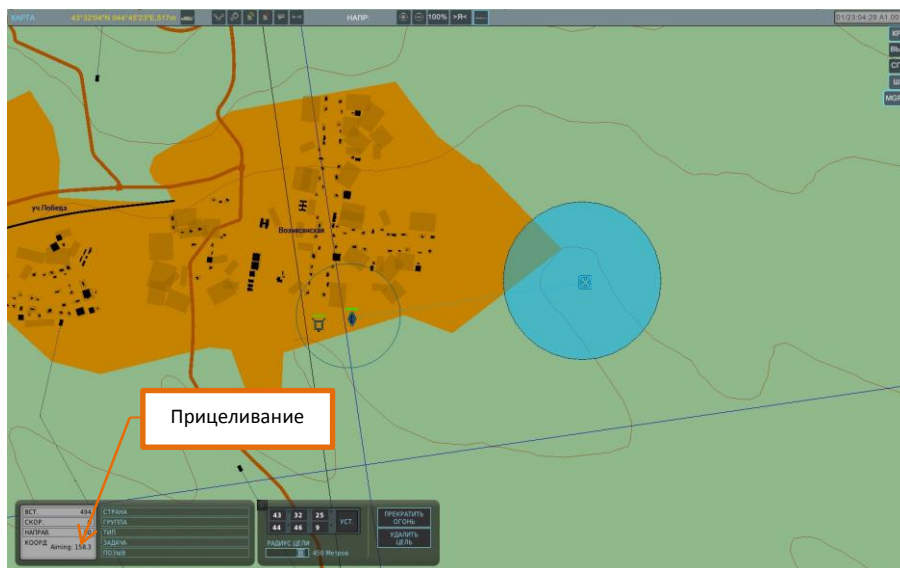 КАРТА 43°32'04"N 044°45'23"E,517m НАПР: 100% >Я< 01/23:04:29 A1.00
КР
ВЫ
СП
Ш
MGR
уч.Победа
Вознесенская
Прицеливание
ВСТ. 494
СКОР.
НАПРАВ.
КООРД Aiming: 158.3
СТРАНА
ГРУППА
ТИП
ЗАДАЧА
ПОЗЫВ
43 32 25
44 46 9
УСТ.
РАДИУС ЦЕЛИ
450 Метров
ПРЕКРАТИТЬ
ОГОНЬ
УДАЛИТЬ
ЦЕЛЬ